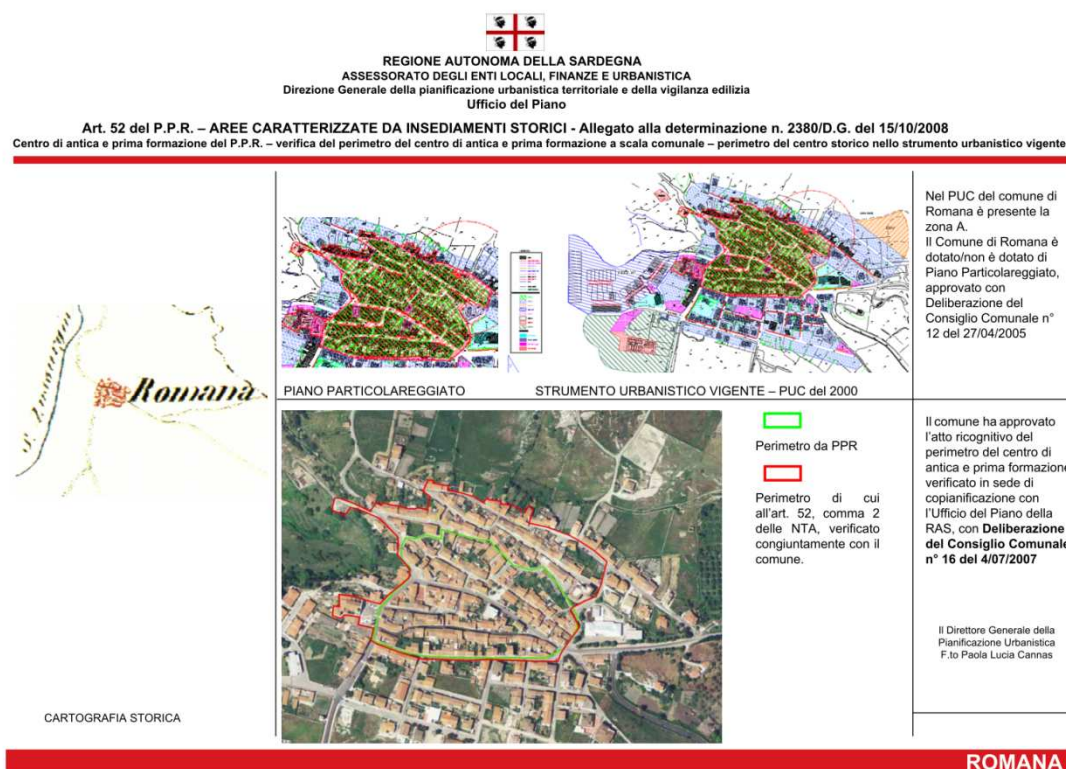 REGIONE AUTONOMA DELLA SARDEGNA
ASSESSORATO DEGLI ENTI LOCALI, FINANZE E URBANISTICA
Direzione Generale della pianificazione urbanistica territoriale e della vigilanza edilizia
Ufficio del Piano
Art. 52 del P.P.R. – AREE CARATTERIZZATE DA INSEDIAMENTI STORICI - Allegato alla determinazione n. 2380/D.G. del 15/10/2008
Centro di antica e prima formazione del P.P.R. – verifica del perimetro del centro di antica e prima formazione a scala comunale – perimetro del centro storico nello strumento urbanistico vigente
Romana
CARTOGRAFIA STORICA
PIANO PARTICOLAREGGIATO
STRUMENTO URBANISTICO VIGENTE – PUC del 2000
Nel PUC del comune di
Romana è presente la
zona A.
Il Comune di Romana è
dotato/non è dotato di
Piano Particolareggiato,
approvato con
Deliberazione del
Consiglio Comunale n°
12 del 27/04/2005
Perimetro da PPR
Perimetro di cui
all'art. 52, comma 2
delle NTA, verificato
congiuntamente con il
comune.
Il comune ha approvato
l'atto ricognitivo del
perimetro del centro di
antica e prima formazione
verificato in sede di
copianificazione con
l'Ufficio del Piano della
RAS, con Deliberazione
del Consiglio Comunale
n° 16 del 4/07/2007
Il Direttore Generale della
Pianificazione Urbanistica
F.to Paola Lucia Cannas
ROMANA